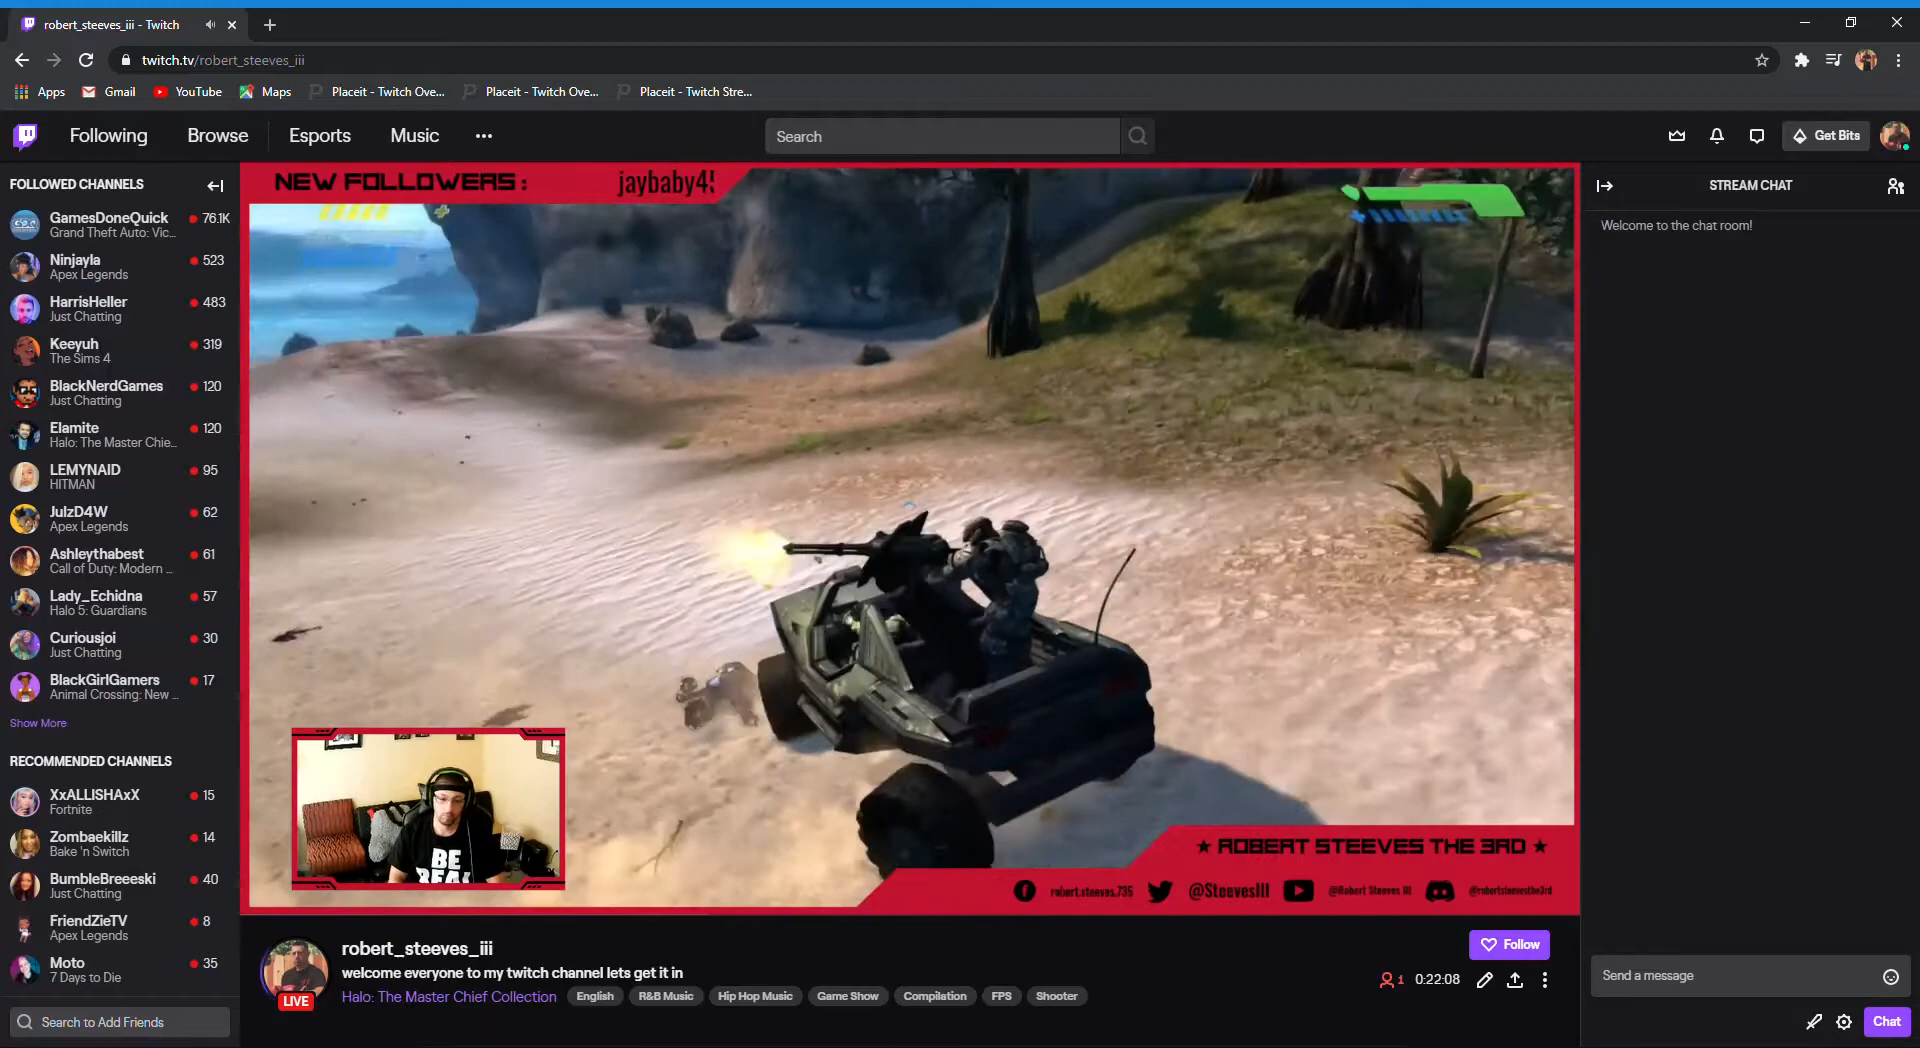 robert_steeves_iii - Twitch
twitch.tv/robert_steeves_iii
Apps
Gmail
YouTube
Maps
Placeit - Twitch Ove...
Placeit - Twitch Ove...
Placeit - Twitch Stre...
Following
Browse
Esports
Music
Search
Get Bits
FOLLOWED CHANNELS
GamesDoneQuick 76.1K
Grand Theft Auto: Vic...
Ninjayla 523
Apex Legends
HarrisHeller 483
Just Chatting
Keeyuh 319
The Sims 4
BlackNerdGames 120
Just Chatting
Elamite 120
Halo: The Master Chie...
LEMYNAID 95
HITMAN
JulzD4W 62
Apex Legends
Ashleythabest 61
Call of Duty: Modern ...
Lady_Echidna 57
Halo 5: Guardians
Curiousjoi 30
Just Chatting
BlackGirlGamers 17
Animal Crossing: New ...
Show More
RECOMMENDED CHANNELS
XxALLISHAxX 15
Fortnite
Zombaekillz 14
Bake 'n Switch
BumbleBreeeski 40
Just Chatting
FriendZieTV 8
Apex Legends
Moto 35
7 Days to Die
Search to Add Friends
NEW FOLLOWERS :
jaybaby4!
BE
REAL
★ ROBERT STEEVES THE 3RD ★
robert.steeves.735
@SteevesIII
@Robert Steeves III
@robertsteevesthe3rd
LIVE
robert_steeves_iii
welcome everyone to my twitch channel lets get it in
Halo: The Master Chief Collection
English
R&B Music
Hip Hop Music
Game Show
Compilation
FPS
Shooter
Follow
1
0:22:08
STREAM CHAT
Welcome to the chat room!
Send a message
Chat